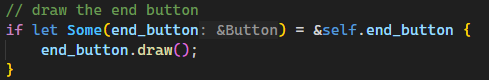 // draw the end button
if let Some(end_button: &Button) = &self.end_button {
    end_button.draw();
}